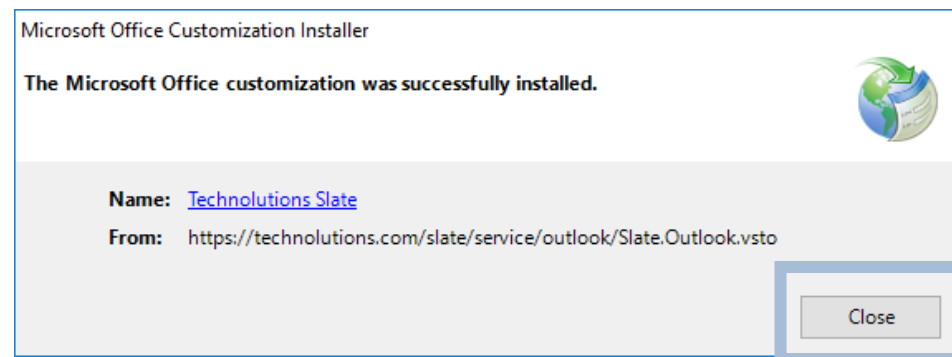 Microsoft Office Customization Installer
The Microsoft Office customization was successfully installed.
Name: Technolutions Slate
From: https://technolutions.com/slate/service/outlook/Slate.Outlook.vsto
Close